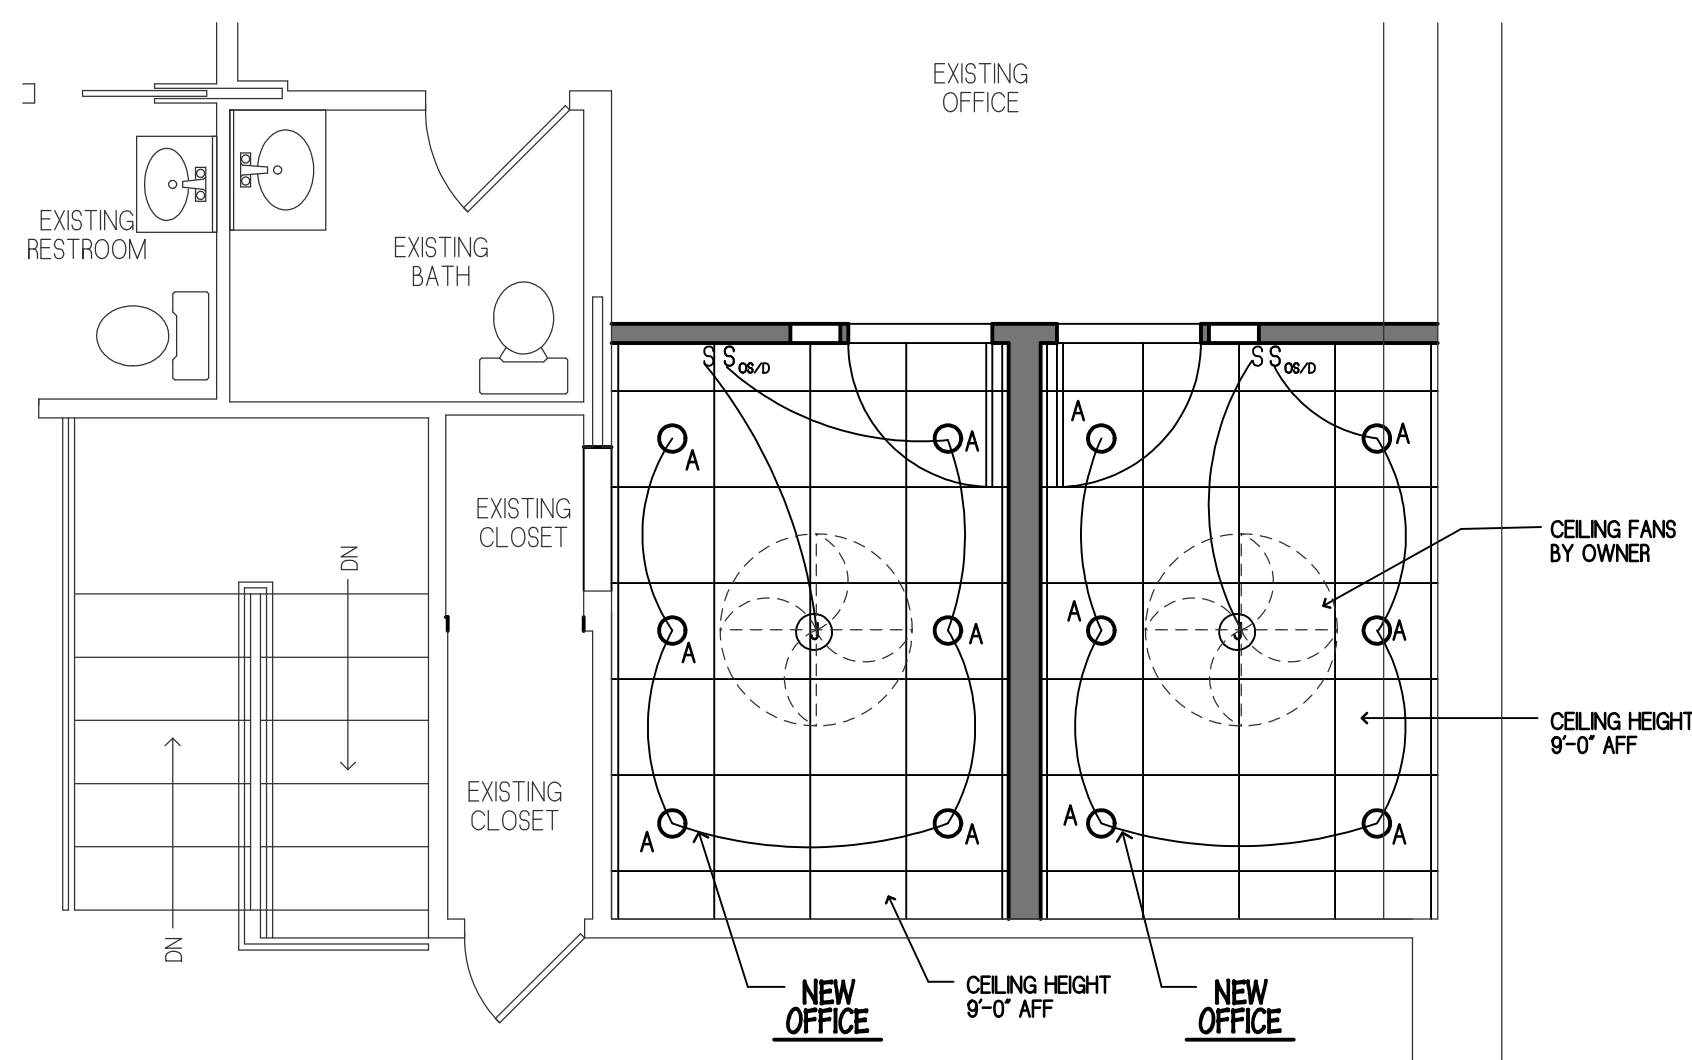 EXISTING
OFFICE
EXISTING
RESTROOM
EXISTING
BATH
S S OS/D
S S OS/D
A
A
A
A
EXISTING
CLOSET
CEILING FANS
BY OWNER
DN
A
A
A
A
J
J
CEILING HEIGHT
9'-0" AFF
EXISTING
CLOSET
A
A
A
A
DN
NEW
OFFICE
CEILING HEIGHT
9'-0" AFF
NEW
OFFICE